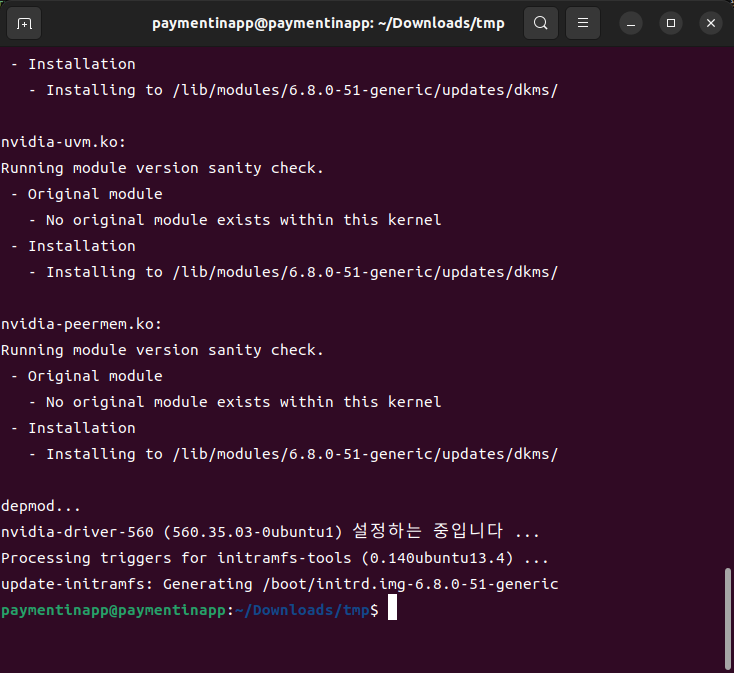 paymentinapp@paymentinapp: ~/Downloads/tmp
- Installation
- Installing to /lib/modules/6.8.0-51-generic/updates/dkms/
nvidia-uvm.ko:
Running module version sanity check.
- Original module
- No original module exists within this kernel
- Installation
- Installing to /lib/modules/6.8.0-51-generic/updates/dkms/
nvidia-peermem.ko:
Running module version sanity check.
- Original module
- No original module exists within this kernel
- Installation
- Installing to /lib/modules/6.8.0-51-generic/updates/dkms/
depmod...
nvidia-driver-560 (560.35.03-0ubuntu1) 설정하는 중입니다 ...
Processing triggers for initramfs-tools (0.140ubuntu13.4) ...
update-initramfs: Generating /boot/initrd.img-6.8.0-51-generic
paymentinapp@paymentinapp:~/Downloads/tmp$